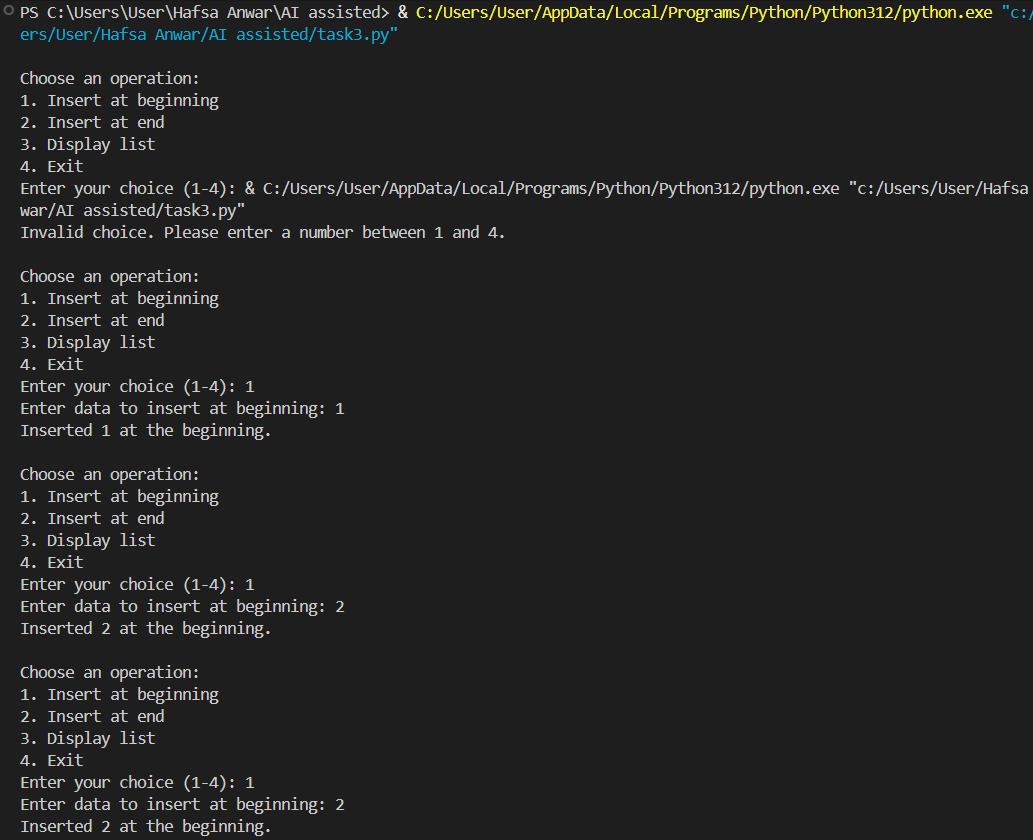 PS C:\Users\User\Hafsa Anwar\AI assisted> & C:/Users/User/AppData/Local/Programs/Python/Python312/python.exe "c:/
ers/User/Hafsa Anwar/AI assisted/task3.py"
Choose an operation:
1. Insert at beginning
2. Insert at end
3. Display list
4. Exit
Enter your choice (1-4): & C:/Users/User/AppData/Local/Programs/Python/Python312/python.exe "c:/Users/User/Hafsa
war/AI assisted/task3.py"
Invalid choice. Please enter a number between 1 and 4.
Choose an operation:
1. Insert at beginning
2. Insert at end
3. Display list
4. Exit
Enter your choice (1-4): 1
Enter data to insert at beginning: 1
Inserted 1 at the beginning.
Choose an operation:
1. Insert at beginning
2. Insert at end
3. Display list
4. Exit
Enter your choice (1-4): 1
Enter data to insert at beginning: 2
Inserted 2 at the beginning.
Choose an operation:
1. Insert at beginning
2. Insert at end
3. Display list
4. Exit
Enter your choice (1-4): 1
Enter data to insert at beginning: 2
Inserted 2 at the beginning.